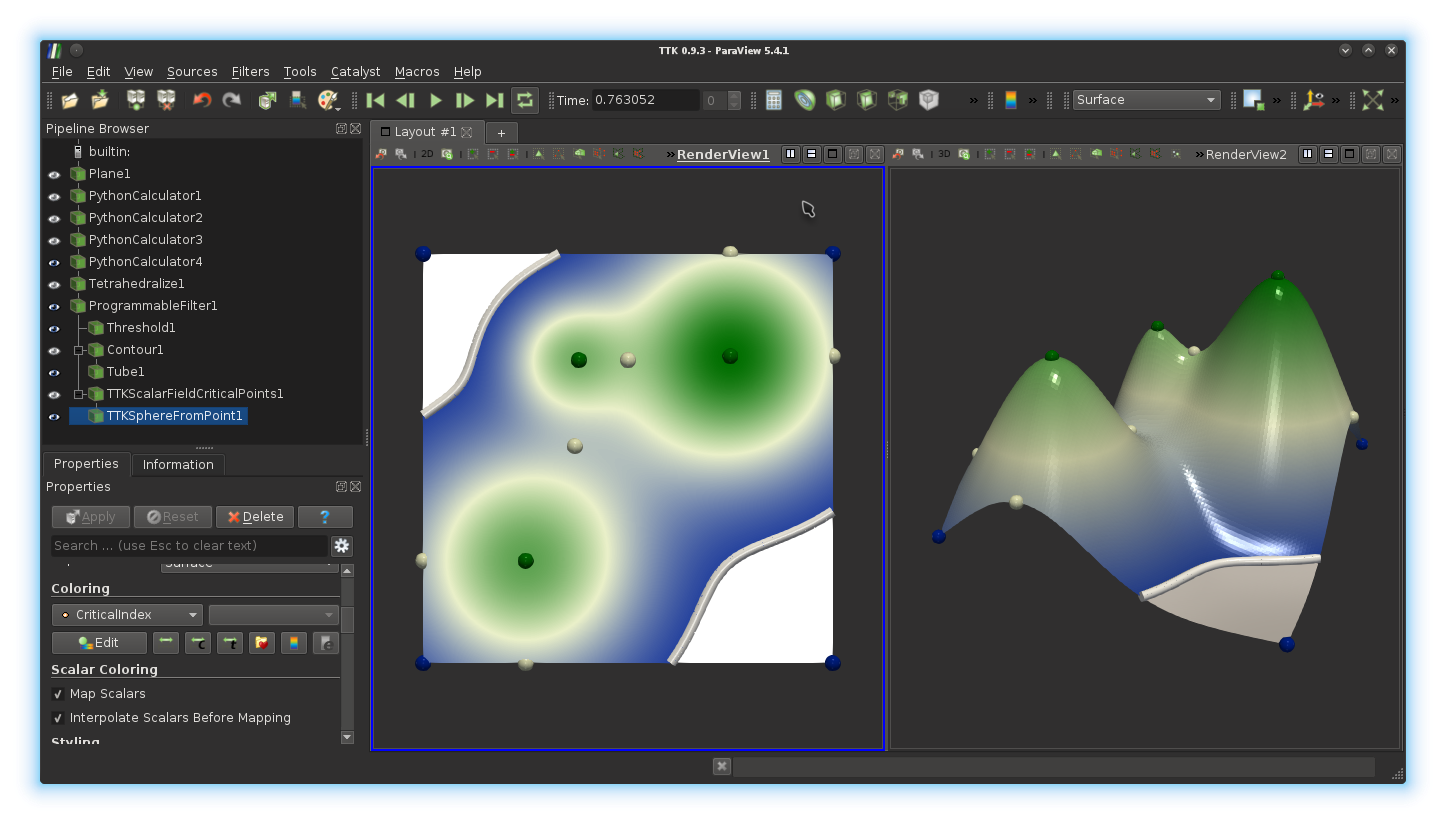 TTK 0.9.3 - ParaView 5.4.1
File Edit View Sources Filters Tools Catalyst Macros Help
Time: 0.763052 0 » Surface » » »
Pipeline Browser
Layout #1 +
2D » RenderView1 3D » RenderView2
builtin:
Plane1
PythonCalculator1
PythonCalculator2
PythonCalculator3
PythonCalculator4
Tetrahedralize1
ProgrammableFilter1
Threshold1
Contour1
Tube1
TTKScalarFieldCriticalPoints1
TTKSphereFromPoint1
Properties Information
Properties
Apply Reset Delete ?
Search ... (use Esc to clear text)
Surface
Coloring
CriticalIndex
Edit
Scalar Coloring
Map Scalars
Interpolate Scalars Before Mapping
Styling